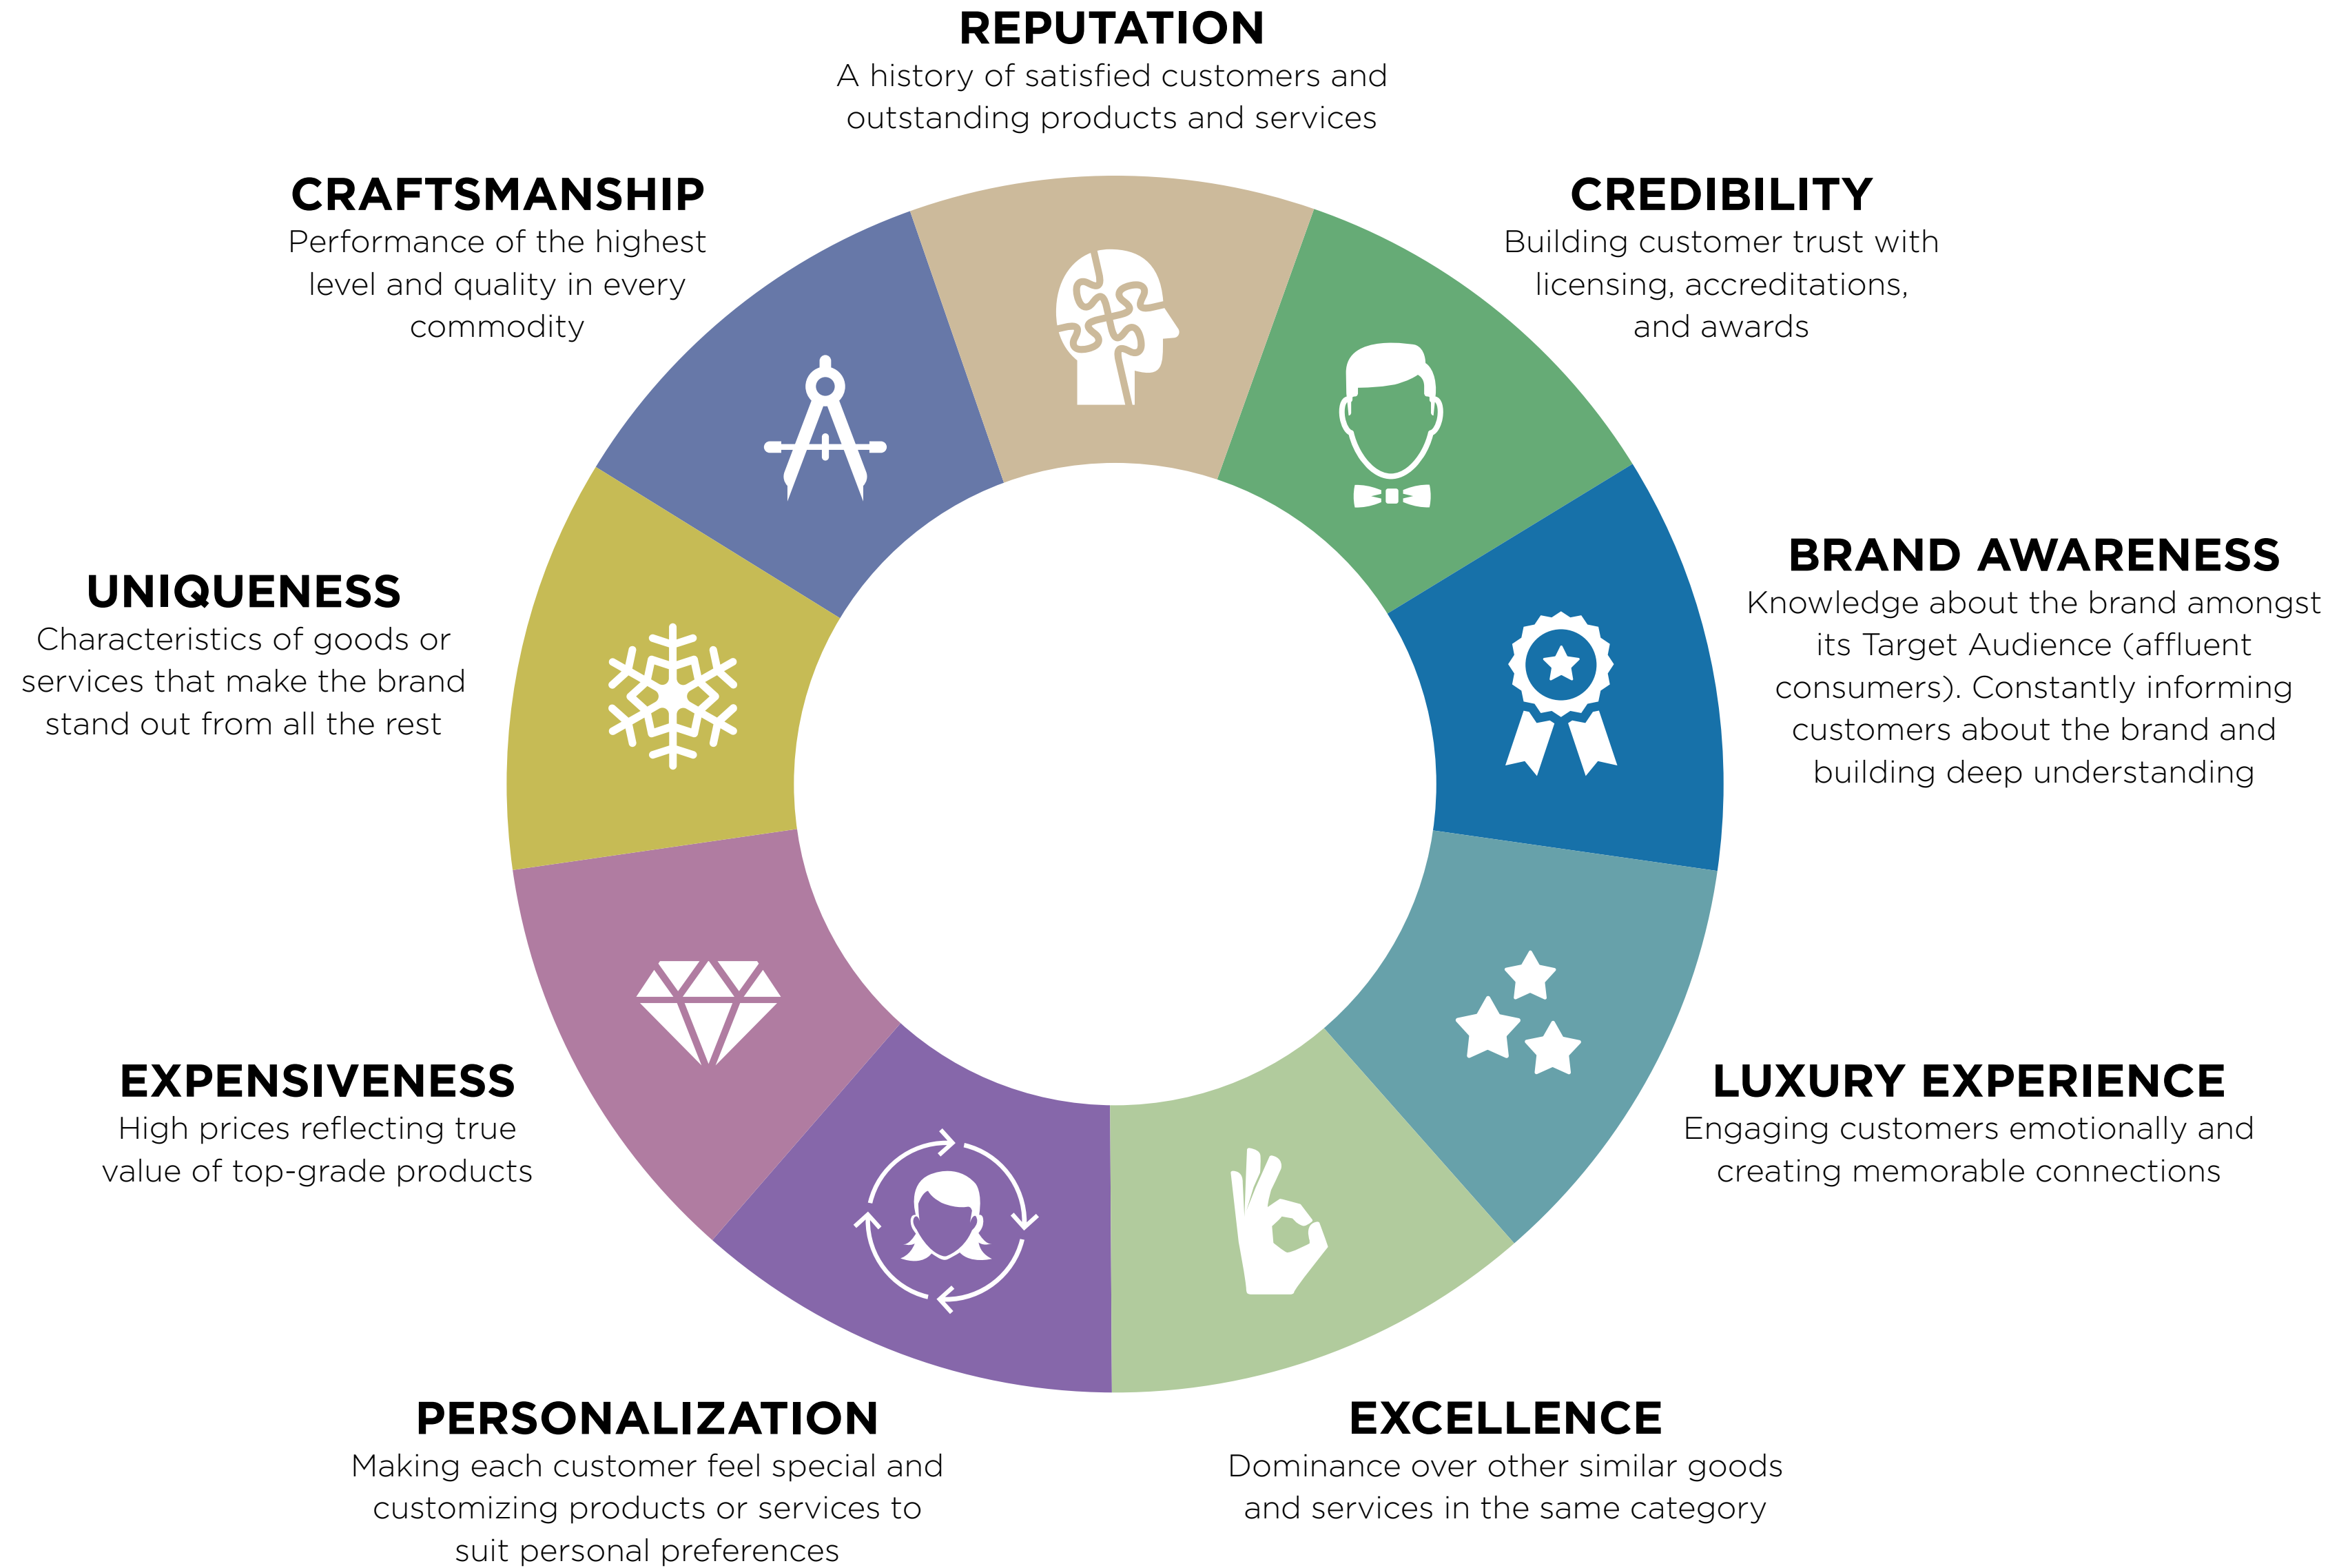 REPUTATION
A history of satisfied customers and
outstanding products and services
CREDIBILITY
Building customer trust with
licensing, accreditations,
and awards
BRAND AWARENESS
Knowledge about the brand amongst
its Target Audience (affluent
consumers). Constantly informing
customers about the brand and
building deep understanding
LUXURY EXPERIENCE
Engaging customers emotionally and
creating memorable connections
EXCELLENCE
Dominance over other similar goods
and services in the same category
PERSONALIZATION
Making each customer feel special and
customizing products or services to
suit personal preferences
EXPENSIVENESS
High prices reflecting true
value of top-grade products
UNIQUENESS
Characteristics of goods or
services that make the brand
stand out from all the rest
CRAFTSMANSHIP
Performance of the highest
level and quality in every
commodity